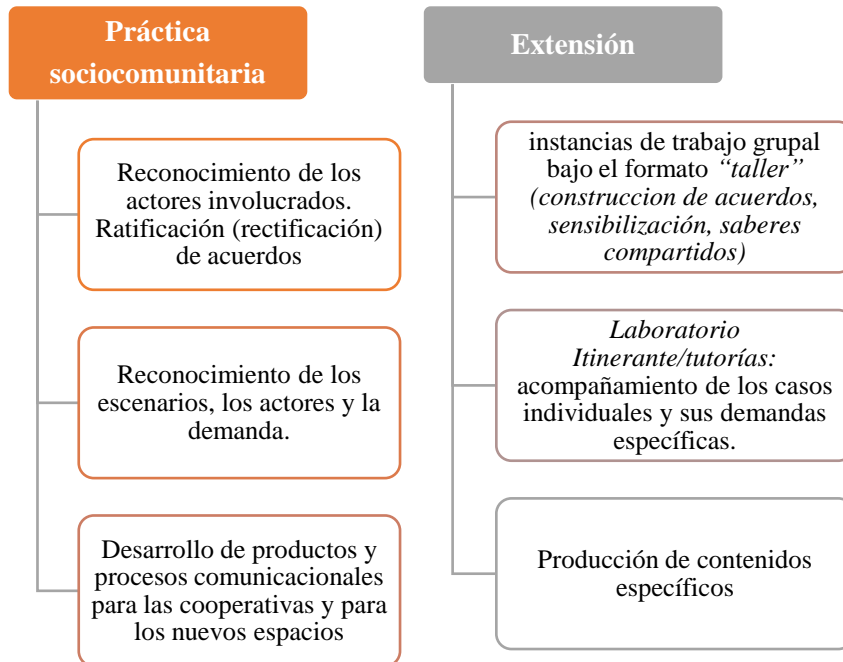 Práctica
sociocomunitaria
Reconocimiento de los
actores involucrados.
Ratificación (rectificación)
de acuerdos
Reconocimiento de los
escenarios, los actores y la
demanda.
Desarrollo de productos y
procesos comunicacionales
para las cooperativas y para
los nuevos espacios
Extensión
instancias de trabajo grupal
bajo el formato “taller”
(construccion de acuerdos,
sensibilización, saberes
compartidos)
Laboratorio
Itinerante/tutorías:
acompañamiento de los casos
individuales y sus demandas
específicas.
Producción de contenidos
específicos